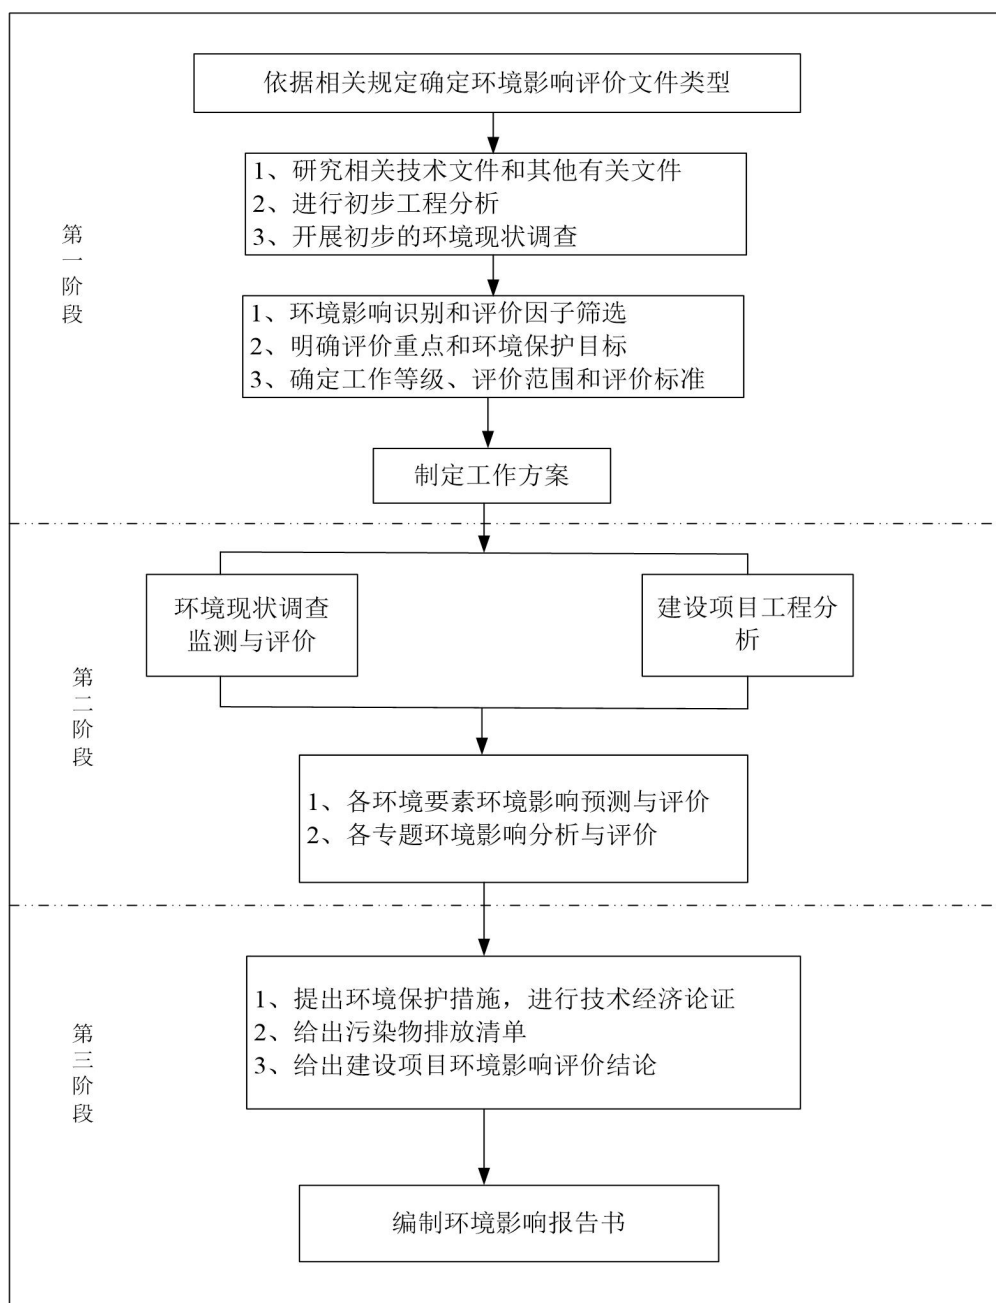 依据相关规定确定环境影响评价文件类型
1、研究相关技术文件和其他有关文件
2、进行初步工程分析
3、开展初步的环境现状调查
第一阶段
1、环境影响识别和评价因子筛选
2、明确评价重点和环境保护目标
3、确定工作等级、评价范围和评价标准
制定工作方案
环境现状调查
监测与评价
建设项目工程分
析
第二阶段
1、各环境要素环境影响预测与评价
2、各专题环境影响分析与评价
第三阶段
1、提出环境保护措施，进行技术经济论证
2、给出污染物排放清单
3、给出建设项目环境影响评价结论
编制环境影响报告书